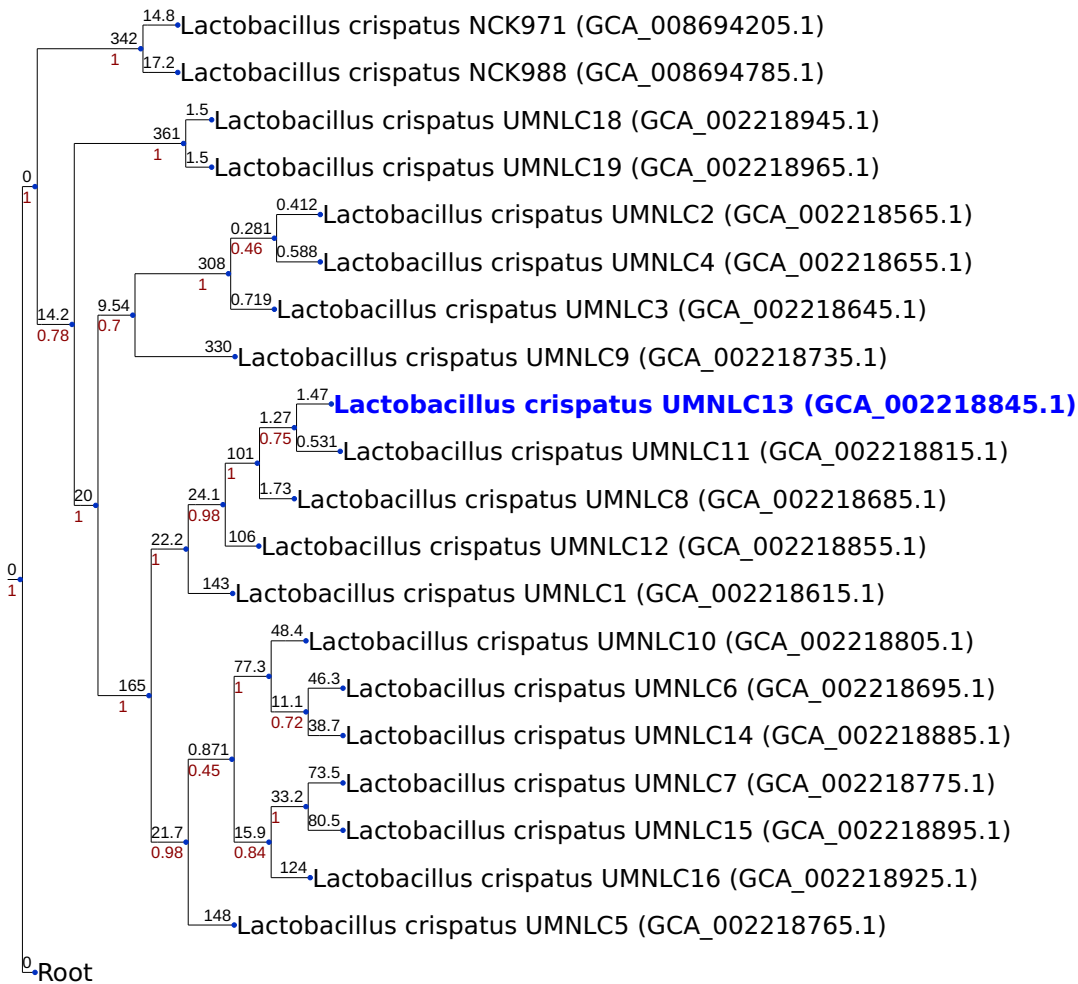 14.8
Lactobacillus crispatus NCK971 (GCA_008694205.1)
342
1
17.2
Lactobacillus crispatus NCK988 (GCA_008694785.1)
1.5
Lactobacillus crispatus UMNLC18 (GCA_002218945.1)
361
1
1.5
Lactobacillus crispatus UMNLC19 (GCA_002218965.1)
0
1
0.412
Lactobacillus crispatus UMNLC2 (GCA_002218565.1)
0.281
0.46
0.588
Lactobacillus crispatus UMNLC4 (GCA_002218655.1)
308
1
0.719
Lactobacillus crispatus UMNLC3 (GCA_002218645.1)
9.54
0.7
14.2
0.78
330
Lactobacillus crispatus UMNLC9 (GCA_002218735.1)
1.47
Lactobacillus crispatus UMNLC13 (GCA_002218845.1)
1.27
0.75
0.531
Lactobacillus crispatus UMNLC11 (GCA_002218815.1)
101
1
1.73
Lactobacillus crispatus UMNLC8 (GCA_002218685.1)
24.1
0.98
20
1
106
Lactobacillus crispatus UMNLC12 (GCA_002218855.1)
22.2
1
0
1
143
Lactobacillus crispatus UMNLC1 (GCA_002218615.1)
48.4
Lactobacillus crispatus UMNLC10 (GCA_002218805.1)
77.3
1
46.3
Lactobacillus crispatus UMNLC6 (GCA_002218695.1)
165
1
11.1
0.72
38.7
Lactobacillus crispatus UMNLC14 (GCA_002218885.1)
0.871
0.45
73.5
Lactobacillus crispatus UMNLC7 (GCA_002218775.1)
33.2
1
80.5
Lactobacillus crispatus UMNLC15 (GCA_002218895.1)
21.7
0.98
15.9
0.84
124
Lactobacillus crispatus UMNLC16 (GCA_002218925.1)
148
Lactobacillus crispatus UMNLC5 (GCA_002218765.1)
0
Root